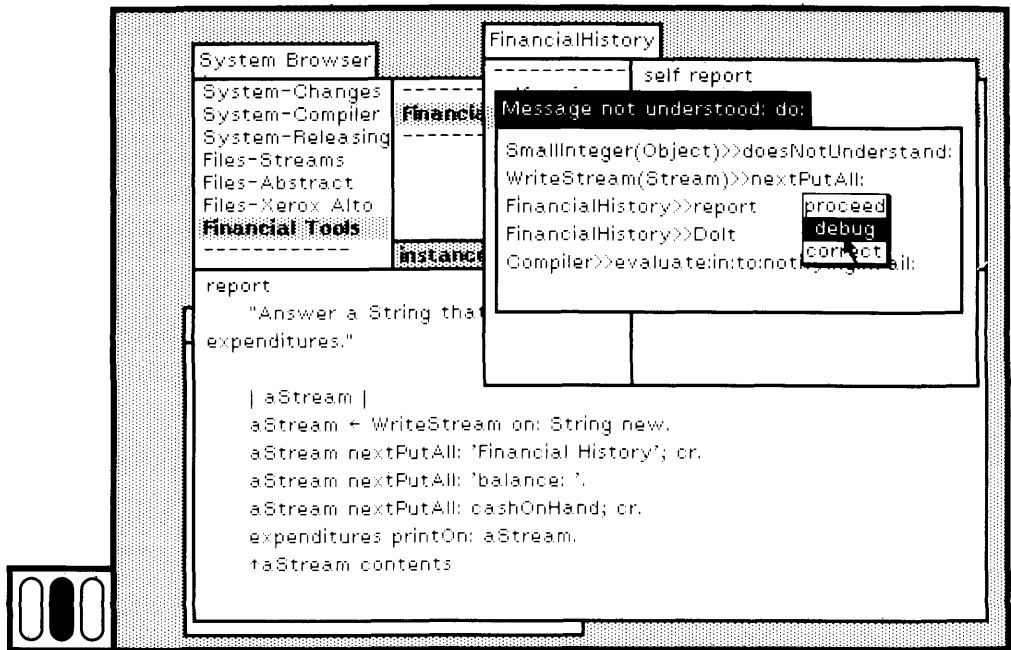 FinancialHistory
System Browser
self report
System-Changes
System-Compiler
System-Releasing
Files-Streams
Files-Abstract
Files-Xerox Alto
Financial Tools
Message not understood: do:
SmallInteger(Object)>>doesNotUnderstand:
WriteStream(Stream)>>nextPutAll:
FinancialHistory>>report
FinancialHistory>>DoIt
Compiler>>evaluate:in:to:
proceed
debug
correct
report
"Answer a String that
expenditures."
| aStream |
aStream ← WriteStream on: String new.
aStream nextPutAll: 'Financial History'; cr.
aStream nextPutAll: 'balance: '.
aStream nextPutAll: cashOnHand; cr.
expenditures printOn: aStream.
↑aStream contents